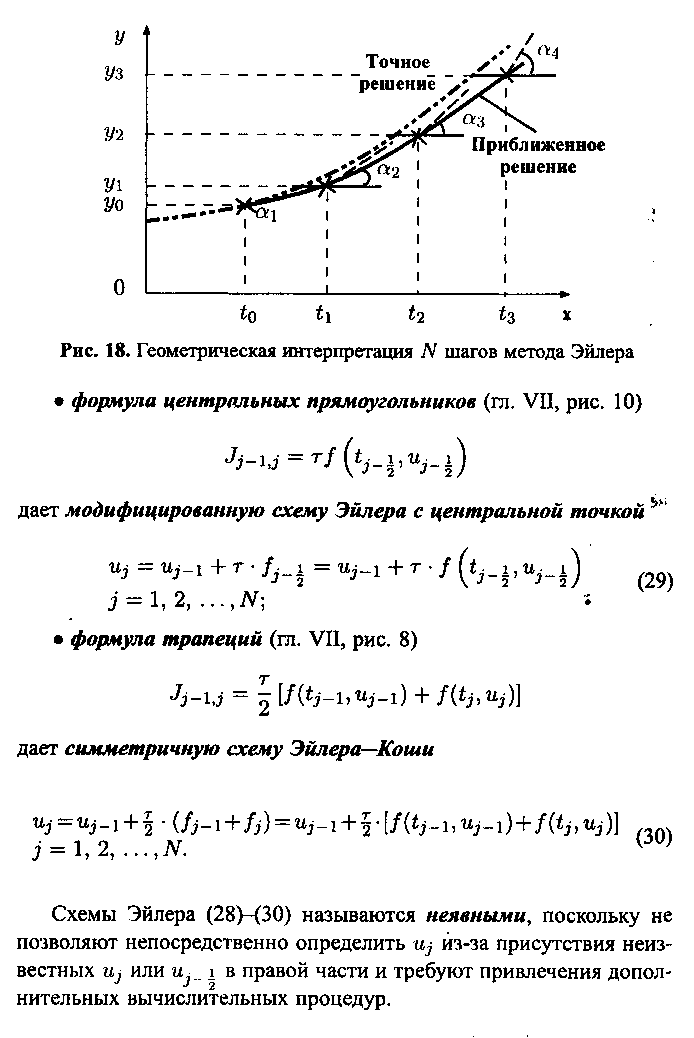 y
y₃
y₂
y₁
y₀
0
Точное
решение
Приближенное
решение
α₁
α₂
α₃
α₄
t₀ t₁ t₂ t₃ x
Рис. 18. Геометрическая интерпретация N шагов метода Эйлера
• формула центральных прямоугольников (гл. VII, рис. 10)
J_{j−1,j} = τf (t_{j−1/2}, u_{j−1/2})
дает модифицированную схему Эйлера с центральной точкой
u_j = u_{j−1} + τ · f_{j−1/2} = u_{j−1} + τ · f (t_{j−1/2}, u_{j−1/2})
j = 1, 2, ..., N;
(29)
• формула трапеций (гл. VII, рис. 8)
J_{j−1,j} = τ/2 [f(t_{j−1}, u_{j−1}) + f(t_j, u_j)]
дает симметричную схему Эйлера—Коши
u_j = u_{j−1} + τ/2 · (f_{j−1} + f_j) = u_{j−1} + τ/2 · [f(t_{j−1}, u_{j−1}) + f(t_j, u_j)]
j = 1, 2, ..., N.
(30)
Схемы Эйлера (28)–(30) называются неявными, поскольку не
позволяют непосредственно определить u_j из-за присутствия неиз-
вестных u_j или u_{j−1/2} в правой части и требуют привлечения допол-
нительных вычислительных процедур.